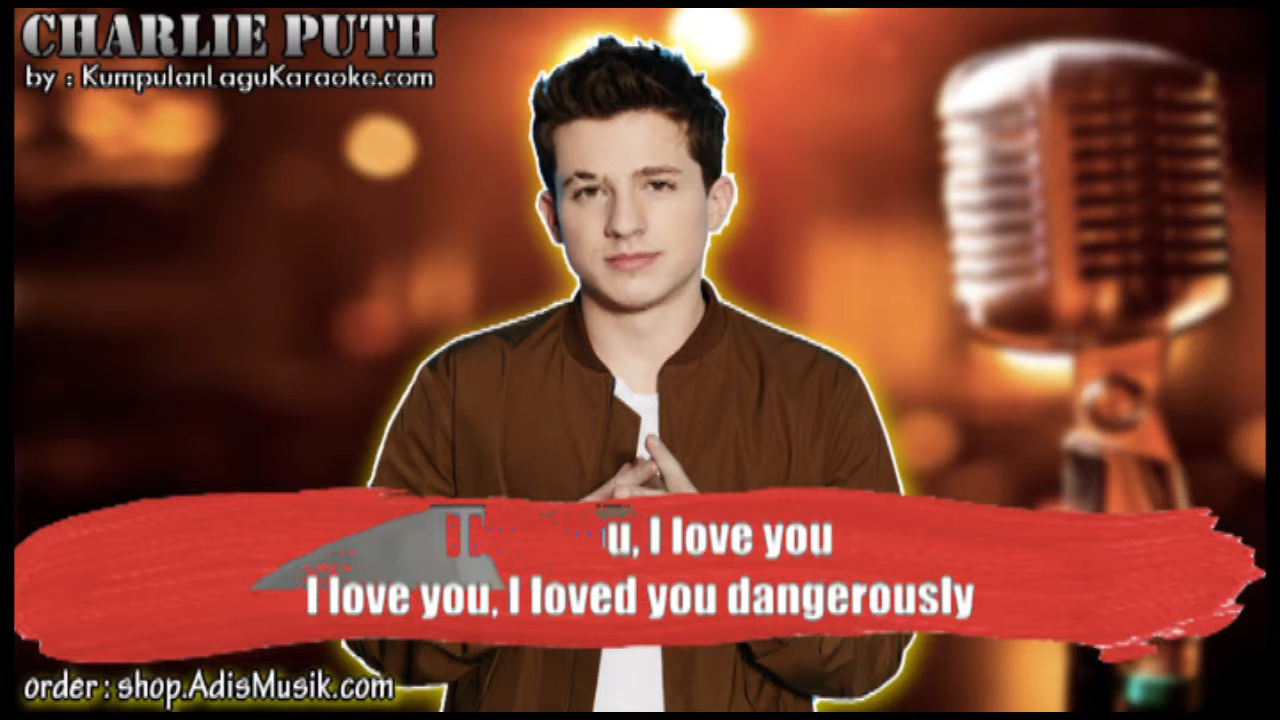 CHARLIE PUTH
by : KumpulanLaguKaraoke.com
I love you
I love you, I loved you dangerously
order : shop.AdisMusik.com